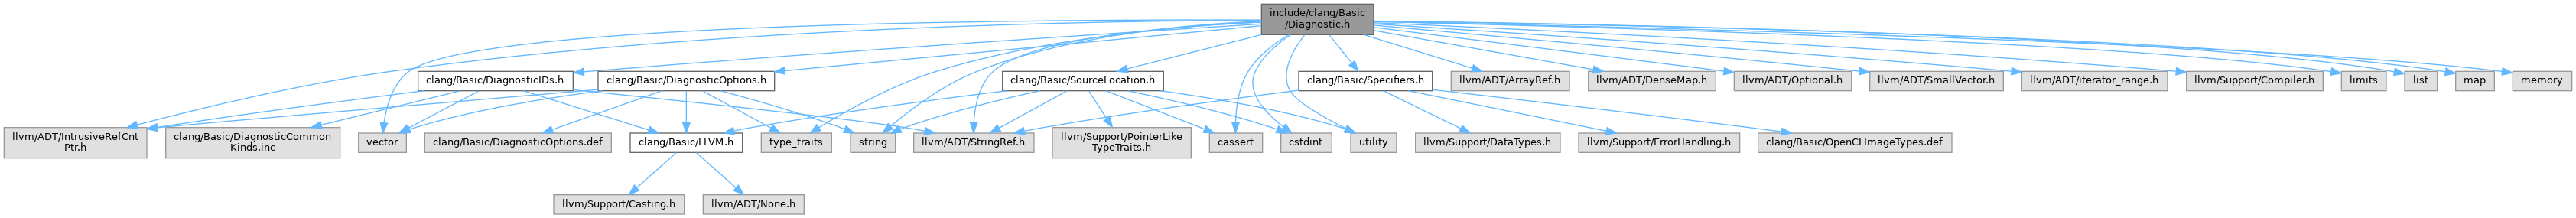 include/clang/Basic
/Diagnostic.h
clang/Basic/DiagnosticIDs.h
clang/Basic/DiagnosticOptions.h
clang/Basic/SourceLocation.h
clang/Basic/Specifiers.h
llvm/ADT/ArrayRef.h
llvm/ADT/DenseMap.h
llvm/ADT/Optional.h
llvm/ADT/SmallVector.h
llvm/ADT/iterator_range.h
llvm/Support/Compiler.h
limits
list
map
memory
llvm/ADT/IntrusiveRefCnt
Ptr.h
clang/Basic/DiagnosticCommon
Kinds.inc
vector
clang/Basic/DiagnosticOptions.def
clang/Basic/LLVM.h
type_traits
string
llvm/ADT/StringRef.h
llvm/Support/PointerLike
TypeTraits.h
cassert
cstdint
utility
llvm/Support/DataTypes.h
llvm/Support/ErrorHandling.h
clang/Basic/OpenCLImageTypes.def
llvm/Support/Casting.h
llvm/ADT/None.h